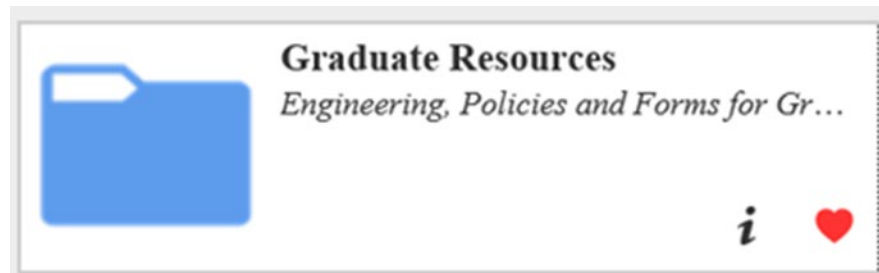 Graduate Resources
Engineering, Policies and Forms for Gr...
i